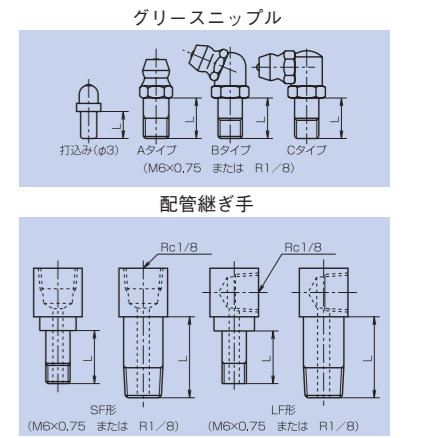 グリースニップル
L L L L
打込み(φ3) Aタイプ Bタイプ Cタイプ
(M6×0.75 または R1/8)
配管継ぎ手
Rc1/8 Rc1/8
L L L L
SF形 LF形
(M6×0.75 または R1/8) (M6×0.75 または R1/8)